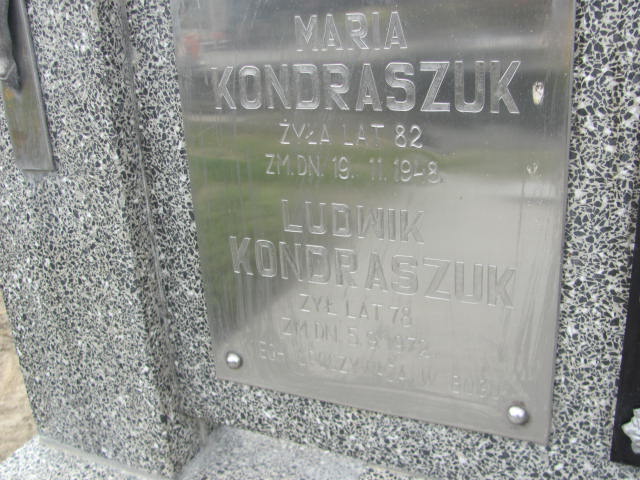 MARIA
KONDRASZUK
ŻYŁA LAT 82
ZM. DN. 19. 11.
LUDWIK
KONDRASZUK
ŻYŁ LAT 78
ZM. DN. 5. 9. 1972.
W